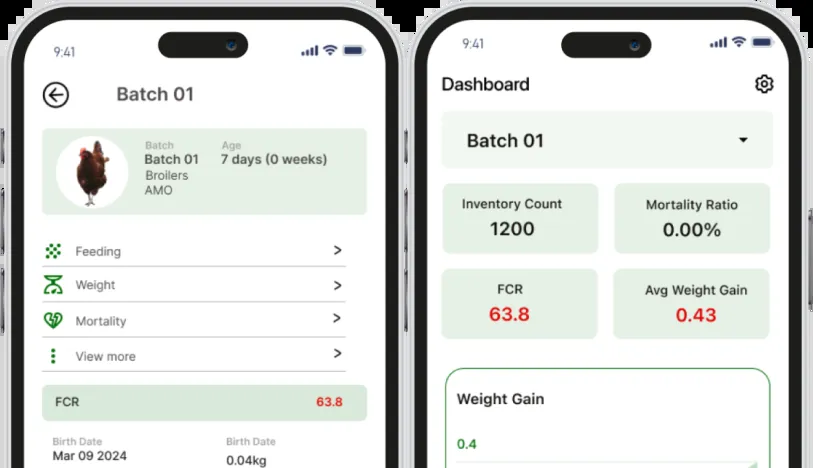 9:41
Batch 01
Batch
Age
Batch 01
7 days (0 weeks)
Broilers
AMO
Feeding
Weight
Mortality
View more
FCR
63.8
Birth Date
Birth Date
Mar 09 2024
0.04kg
9:41
Dashboard
Batch 01
Inventory Count
1200
Mortality Ratio
0.00%
FCR
63.8
Avg Weight Gain
0.43
Weight Gain
0.4